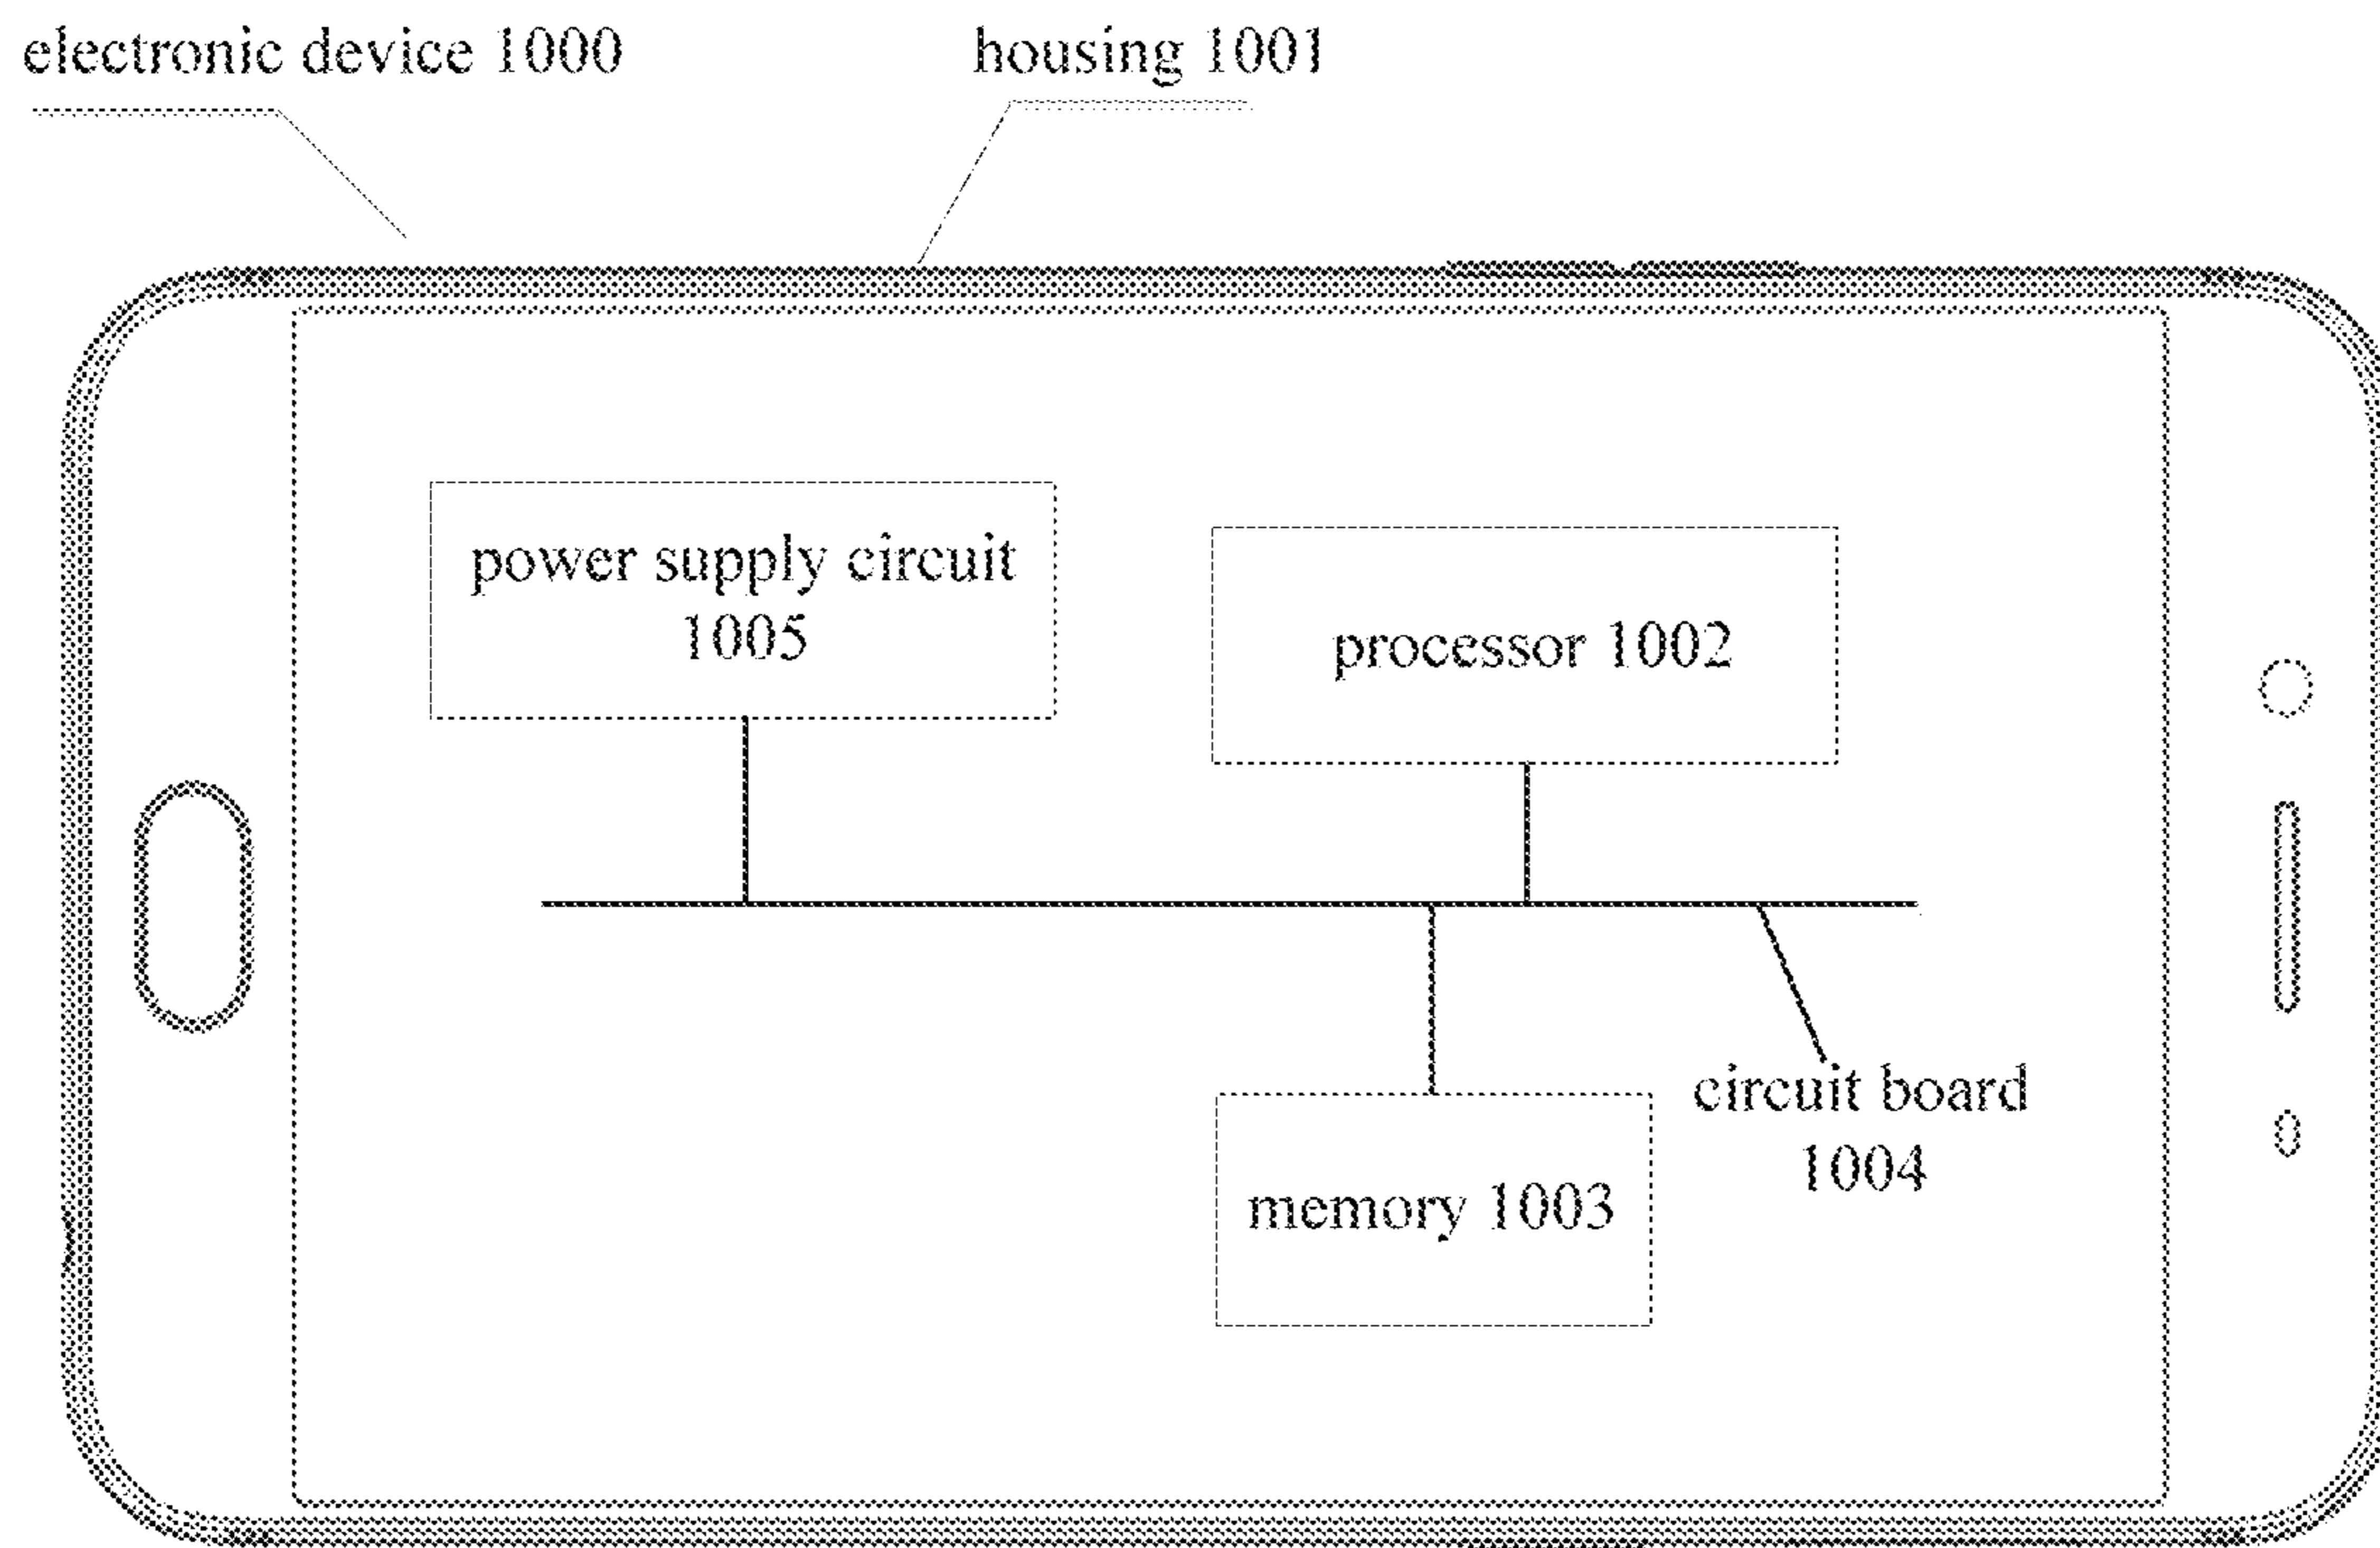 electronic device 1000
housing 1001
power supply circuit
1005
processor 1002
circuit board
1004
memory 1003